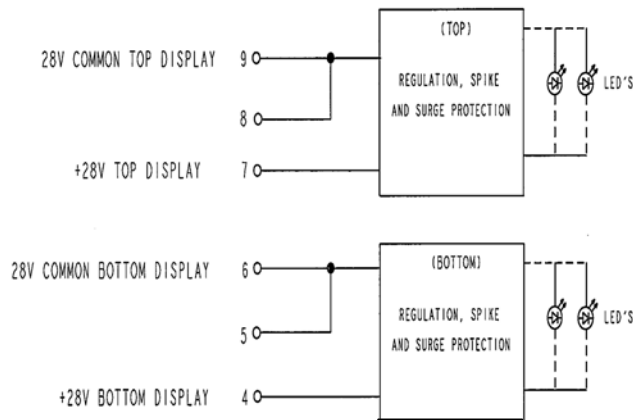 (TOP)
28V COMMON TOP DISPLAY 9
REGULATION, SPIKE
LED'S
AND SURGE PROTECTION
8
+28V TOP DISPLAY 7
(BOTTOM)
28V COMMON BOTTOM DISPLAY 6
REGULATION, SPIKE
LED'S
5
AND SURGE PROTECTION
+28V BOTTOM DISPLAY 4